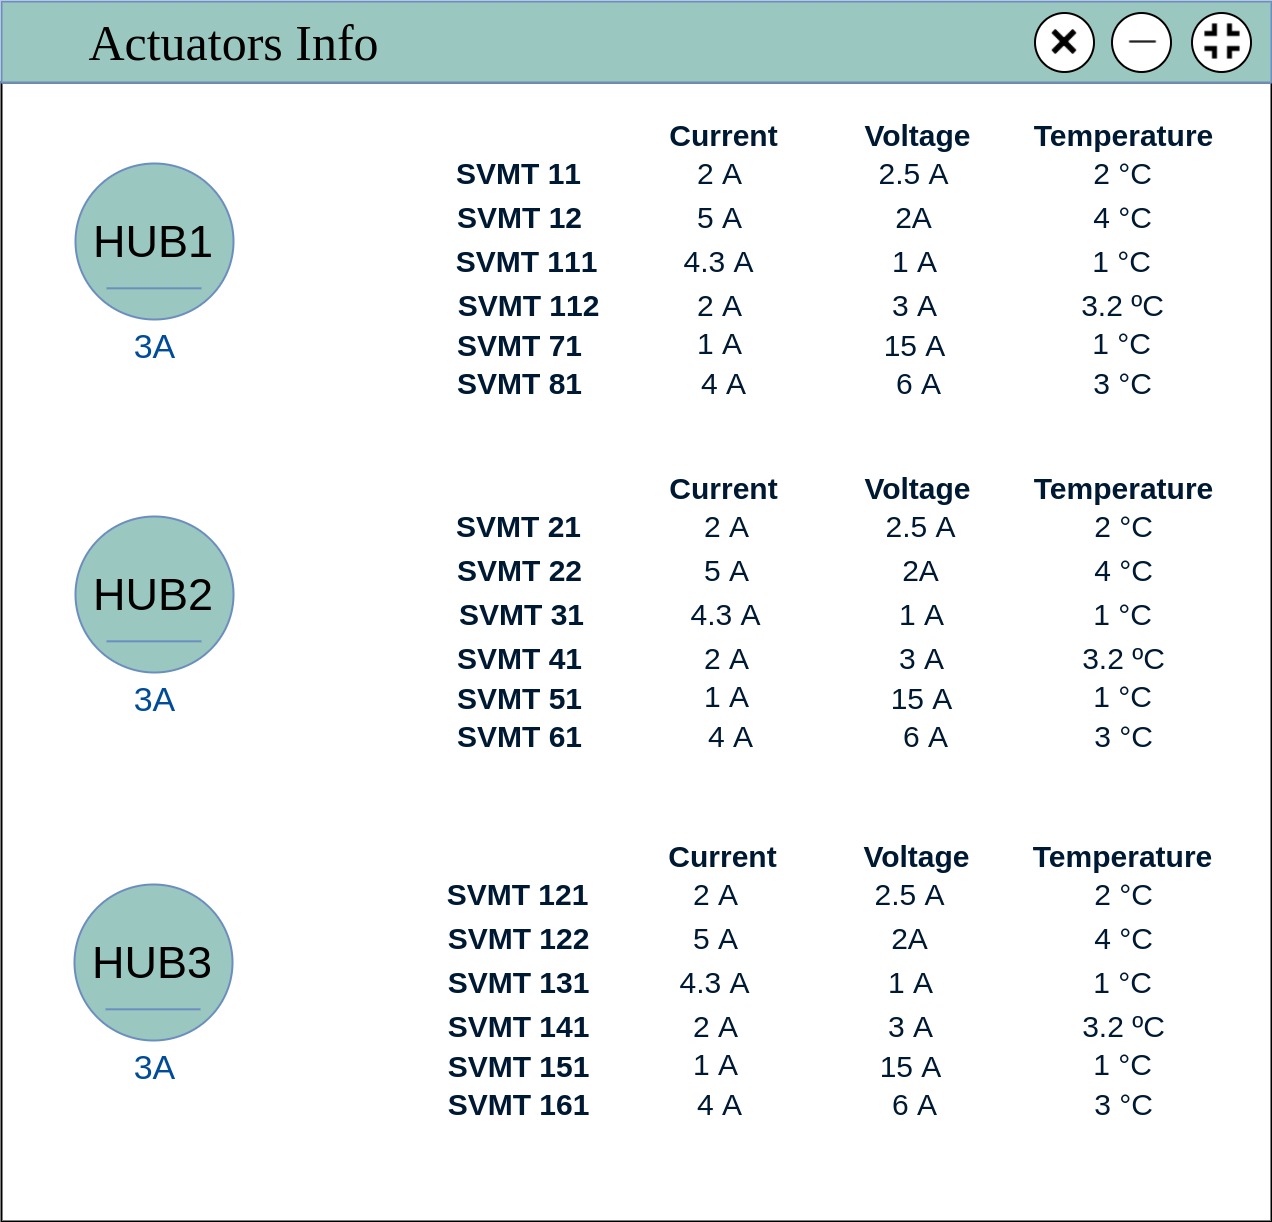 Actuators Info
Current Voltage Temperature
SVMT 11 2 A 2.5 A 2 °C
SVMT 12 5 A 2A 4 °C
HUB1
SVMT 111 4.3 A 1 A 1 °C
SVMT 112 2 A 3 A 3.2 ºC
3A
SVMT 71 1 A 15 A 1 °C
SVMT 81 4 A 6 A 3 °C
Current Voltage Temperature
SVMT 21 2 A 2.5 A 2 °C
SVMT 22 5 A 2A 4 °C
HUB2
SVMT 31 4.3 A 1 A 1 °C
SVMT 41 2 A 3 A 3.2 ºC
3A
SVMT 51 1 A 15 A 1 °C
SVMT 61 4 A 6 A 3 °C
Current Voltage Temperature
SVMT 121 2 A 2.5 A 2 °C
SVMT 122 5 A 2A 4 °C
HUB3
SVMT 131 4.3 A 1 A 1 °C
SVMT 141 2 A 3 A 3.2 ºC
3A
SVMT 151 1 A 15 A 1 °C
SVMT 161 4 A 6 A 3 °C